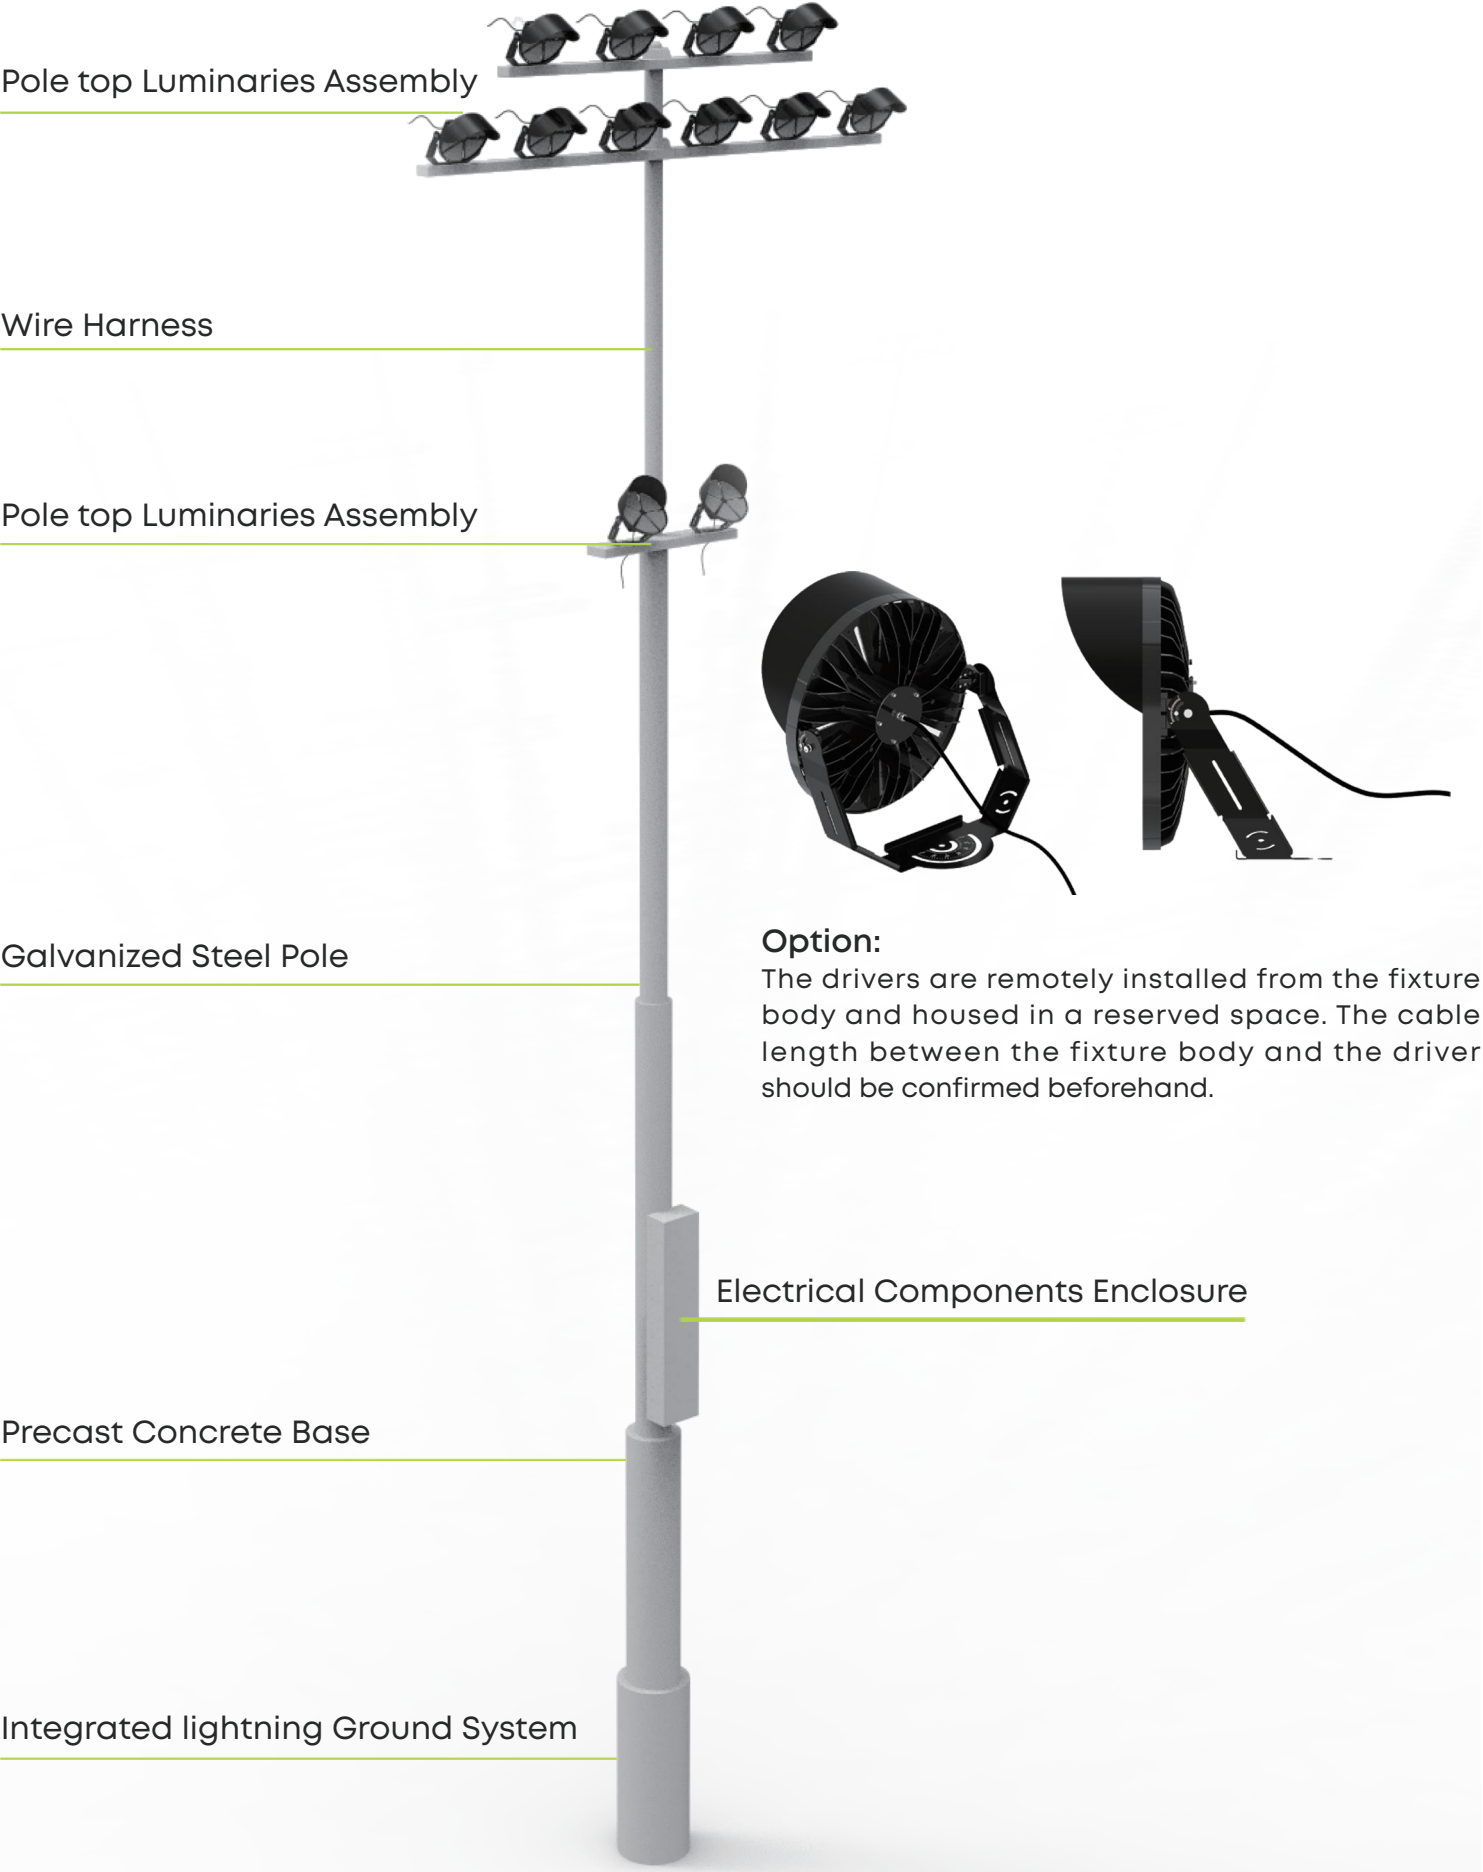 Pole top Luminaries Assembly
Wire Harness
Pole top Luminaries Assembly
Galvanized Steel Pole
Option:
The drivers are remotely installed from the fixture
body and housed in a reserved space. The cable
length between the fixture body and the driver
should be confirmed beforehand.
Electrical Components Enclosure
Precast Concrete Base
Integrated lightning Ground System